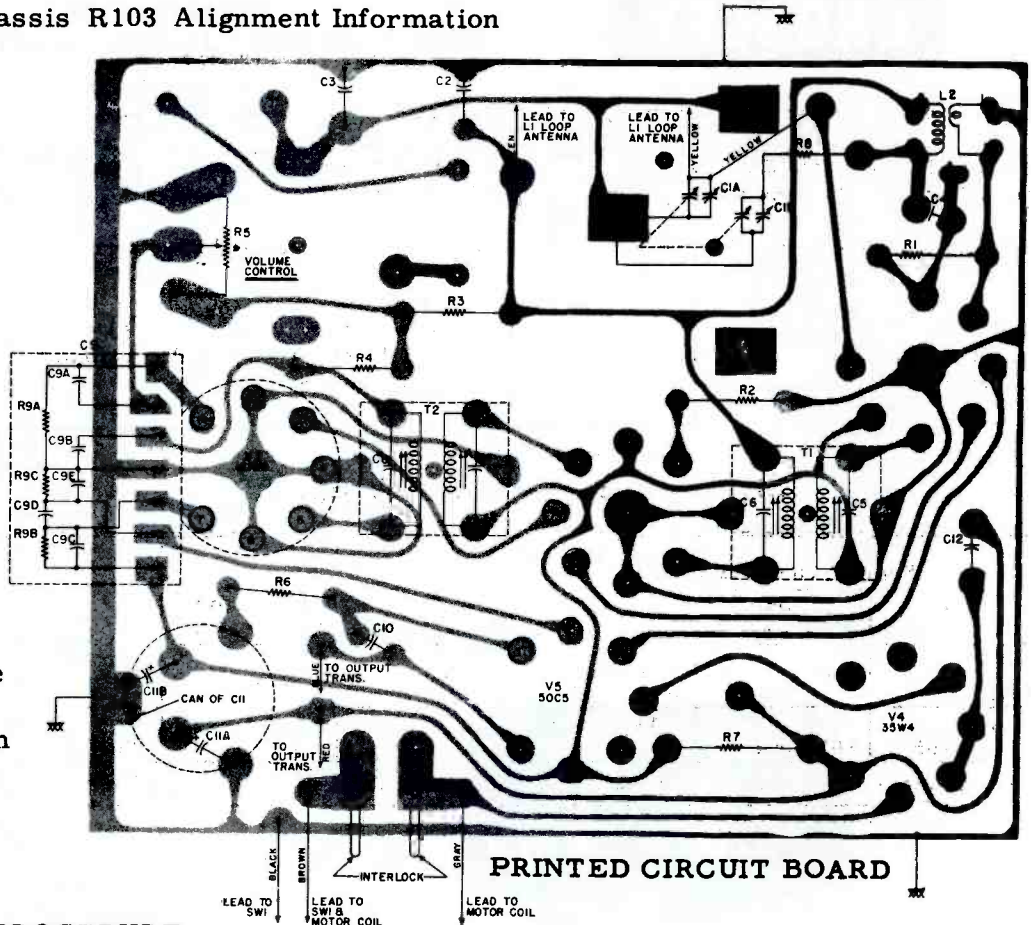 assis R103 Alignment Information
C3
C2
L2
LEAD TO
L1 LOOP
ANTENNA
LEAD TO
L1 LOOP
ANTENNA
EN
YELLOW
YELLOW
R8
C1A
R5
VOLUME
CONTROL
R1
R3
R4
C9A
R9A
T2
R2
C9B
R9C
C9D
R9B
C9C
T1
C6
C5
C12
R6
C10
BLUE
TO OUTPUT
TRANS.
C11B
CAN OF C11
C11A
V5
50C5
V4
35W4
R7
TO
OUTPUT
TRANS.
RED
BLACK
BROWN
INTERLOCK
GRAY
PRINTED CIRCUIT BOARD
LEAD TO
SW1
LEAD TO
SW1 &
MOTOR COIL
LEAD TO
MOTOR COIL